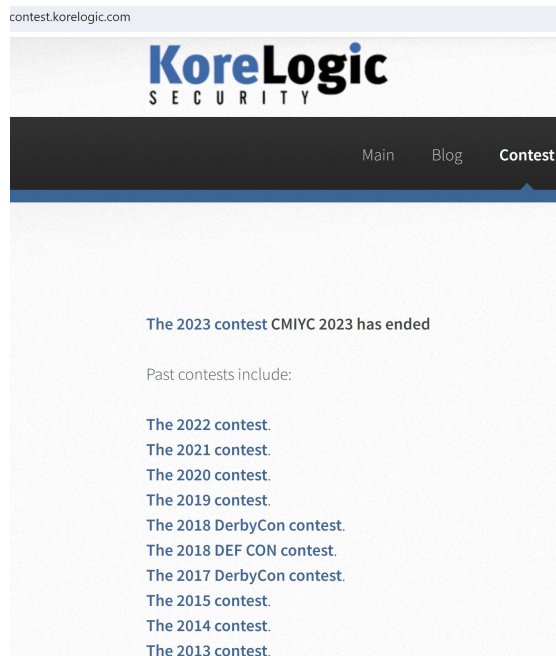 contest.korelogic.com
KoreLogic
SECURITY
Main Blog Contest
The 2023 contest CMIYC 2023 has ended
Past contests include:
The 2022 contest.
The 2021 contest.
The 2020 contest.
The 2019 contest.
The 2018 DerbyCon contest.
The 2018 DEF CON contest.
The 2017 DerbyCon contest.
The 2015 contest.
The 2014 contest.
The 2013 contest.